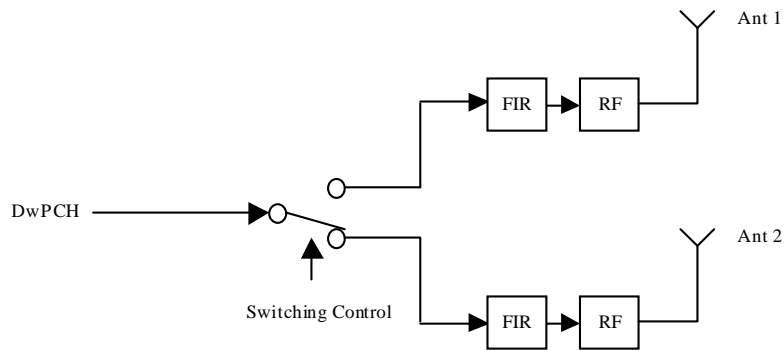 Ant 1
FIR
RF
DwPCH
Ant 2
Switching Control
FIR
RF